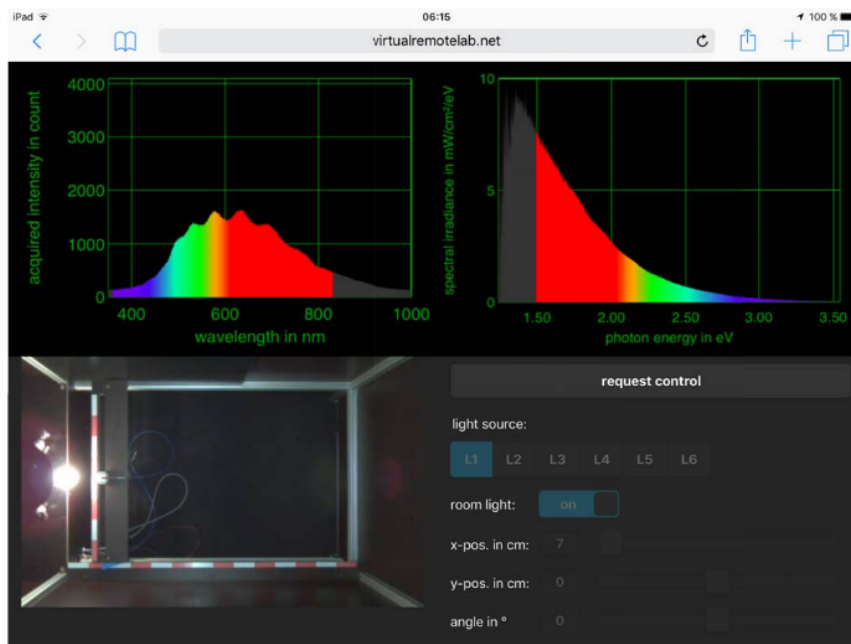 iPad 06:15 100 %
virtualremotelab.net
acquired intensity in count
4000
3000
2000
1000
0
400 600 800 1000
wavelength in nm
spectral irradiance in mW/cm²/eV
10
5
0
1.50 2.00 2.50 3.00 3.50
photon energy in eV
request control
light source:
L1 L2 L3 L4 L5 L6
room light: on
x-pos. in cm: 7
y-pos. in cm: 0
angle in ° 0